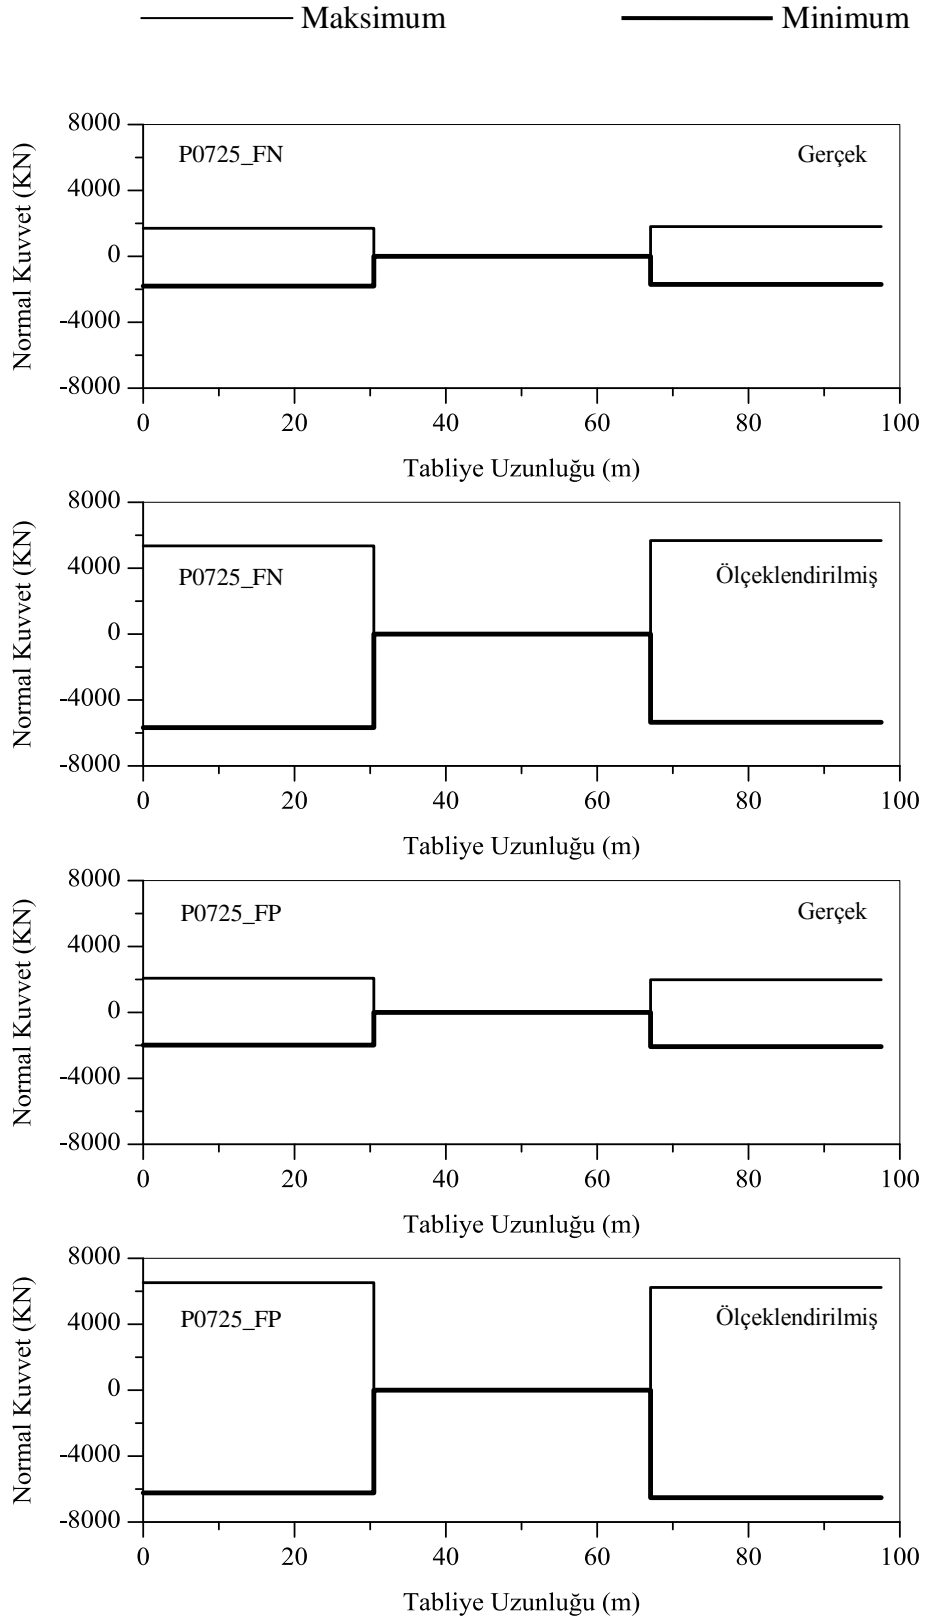 Maksimum Minimum
8000
P0725_FN Gerçek
4000
0
-4000
-8000
Normal Kuvvet (KN)
0 20 40 60 80 100
Tabliye Uzunluğu (m)
8000
4000
P0725_FN Ölçeklendirilmiş
0
-4000
-8000
Normal Kuvvet (KN)
0 20 40 60 80 100
Tabliye Uzunluğu (m)
8000
P0725_FP Gerçek
4000
0
-4000
-8000
Normal Kuvvet (KN)
0 20 40 60 80 100
Tabliye Uzunluğu (m)
8000
P0725_FP Ölçeklendirilmiş
4000
0
-4000
-8000
Normal Kuvvet (KN)
0 20 40 60 80 100
Tabliye Uzunluğu (m)